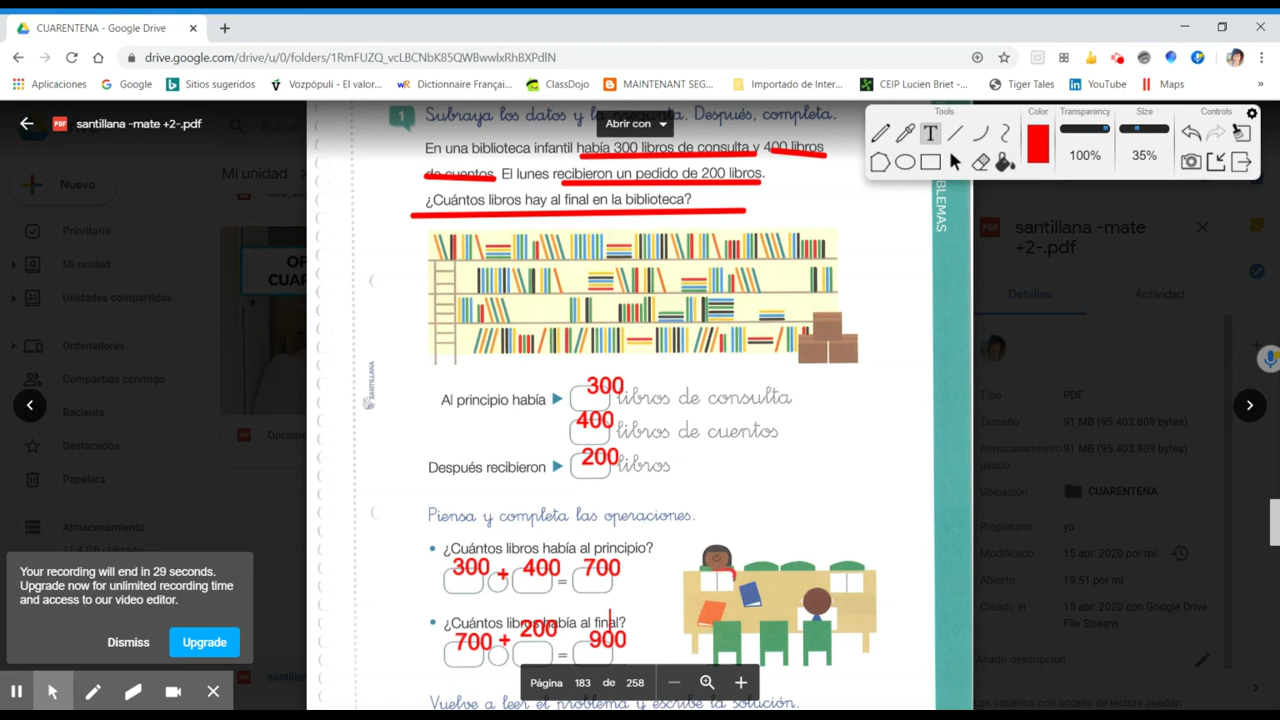 CUARENTENA - Google Drive
drive.google.com/drive/u/0/folders/1RmFUZQ_vcLBCNbK85QWBwwlxRhBXPdlN
Aplicaciones
Google
Sitios sugeridos
Vozpópuli - El valor...
Dictionnaire Françai...
ClassDojo
MAINTENANT SEG...
Importado de Inter...
CEIP Lucien Briet -...
Tiger Tales
YouTube
Maps
santillana -mate +2-.pdf
Abrir con
Tools
Color
Transparency
Size
Controls
100%
35%
1 Subraya los datos y la pregunta. Después, completa.
En una biblioteca infantil había 300 libros de consulta y 400 libros
de cuentos. El lunes recibieron un pedido de 200 libros.
¿Cuántos libros hay al final en la biblioteca?
SANTILLANA
Al principio había 300 libros de consulta
400 libros de cuentos
Después recibieron 200 libros
Piensa y completa las operaciones.
• ¿Cuántos libros había al principio?
300 + 400 = 700
• ¿Cuántos libros había al final?
700 + 200 = 900
Vuelve a leer el problema y escribe la solución.
Página 183 de 258
Nuevo
Mi unidad
Prioritario
Mi unidad
Unidades compartidas
Ordenadores
Compartido conmigo
Reciente
Destacados
Papelera
Almacenamiento
Your recording will end in 29 seconds.
Upgrade now for unlimited recording time
and access to our video editor.
Dismiss
Upgrade
santillana -mate
+2-.pdf
Detalles
Actividad
Tipo
PDF
Tamaño
91 MB (95.403.809 bytes)
Almacenamiento 91 MB (95.403.809 bytes)
usado
Ubicación
CUARENTENA
Propietario
yo
Modificado
15 abr. 2020 por mí
Abierto
19:51 por mí
Creado el
15 abr. 2020 con Google Drive
File Stream.
Añadir descripción